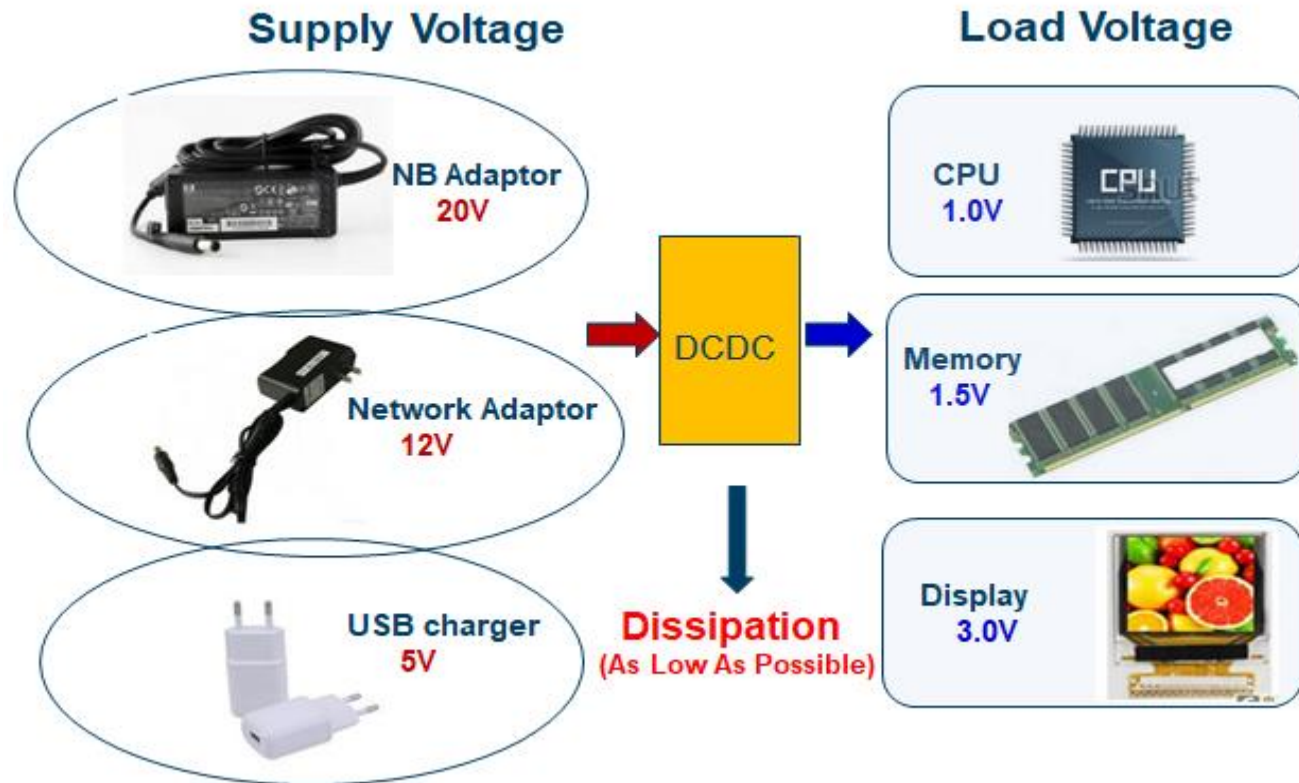 Supply Voltage
Load Voltage
NB Adaptor
20V
Network Adaptor
12V
USB charger
5V
DCDC
Dissipation
(As Low As Possible)
CPU
1.0V
CPU
Memory
1.5V
Display
3.0V